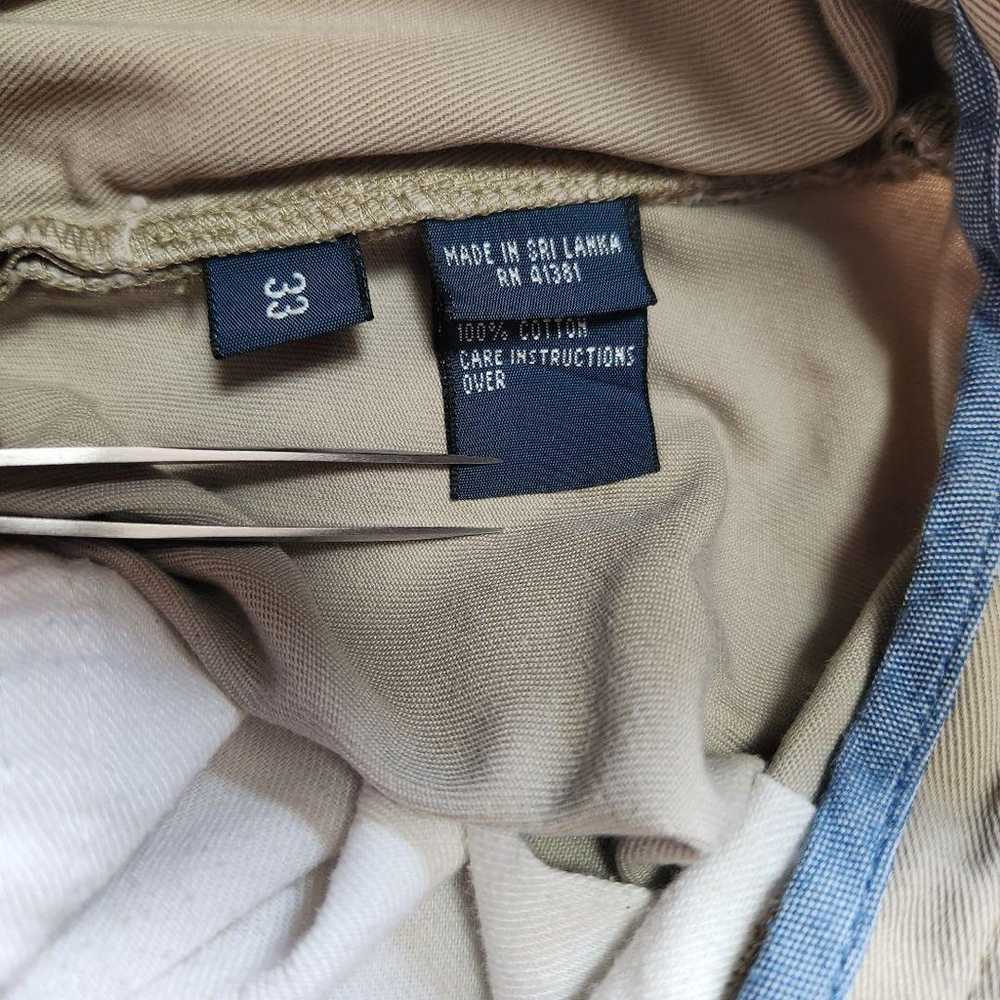 33
MADE IN SRI LANKA
RN 41381
100% COTTON
CARE INSTRUCTIONS
OVER